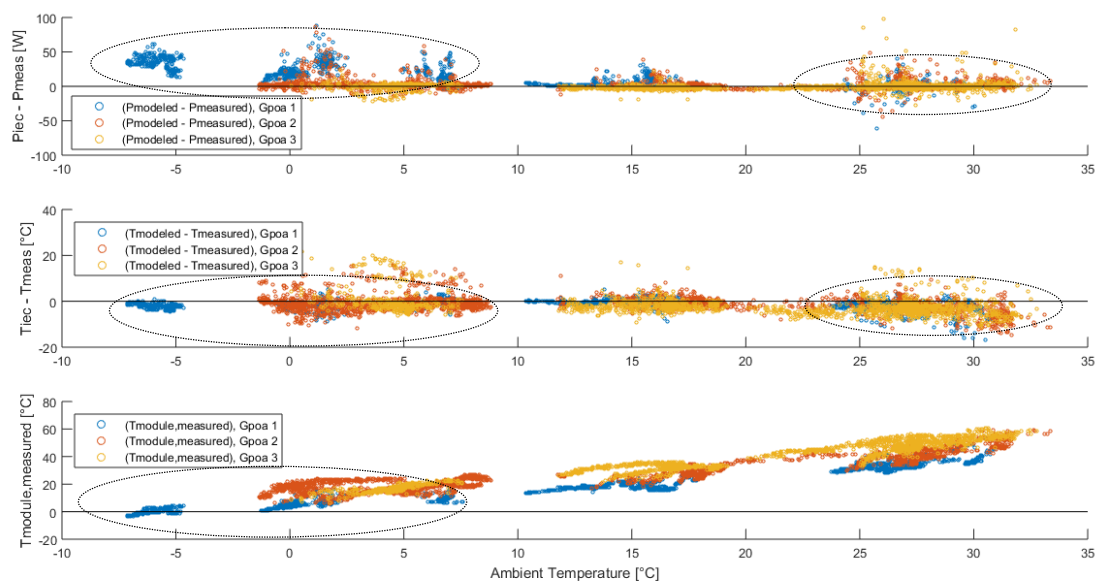 100
50
0
-50
-100
Piec - Pmeas [W]
(Pmodeled - Pmeasured), Gpoa 1
(Pmodeled - Pmeasured), Gpoa 2
(Pmodeled - Pmeasured), Gpoa 3
-10 -5 0 5 10 15 20 25 30 35
40
20
0
-20
Tiec - Tmeas [°C]
(Tmodeled - Tmeasured), Gpoa 1
(Tmodeled - Tmeasured), Gpoa 2
(Tmodeled - Tmeasured), Gpoa 3
-10 -5 0 5 10 15 20 25 30 35
80
60
40
20
0
-20
Tmodule,measured [°C]
(Tmodule,measured), Gpoa 1
(Tmodule,measured), Gpoa 2
(Tmodule,measured), Gpoa 3
-10 -5 0 5 10 15 20 25 30 35
Ambient Temperature [°C]